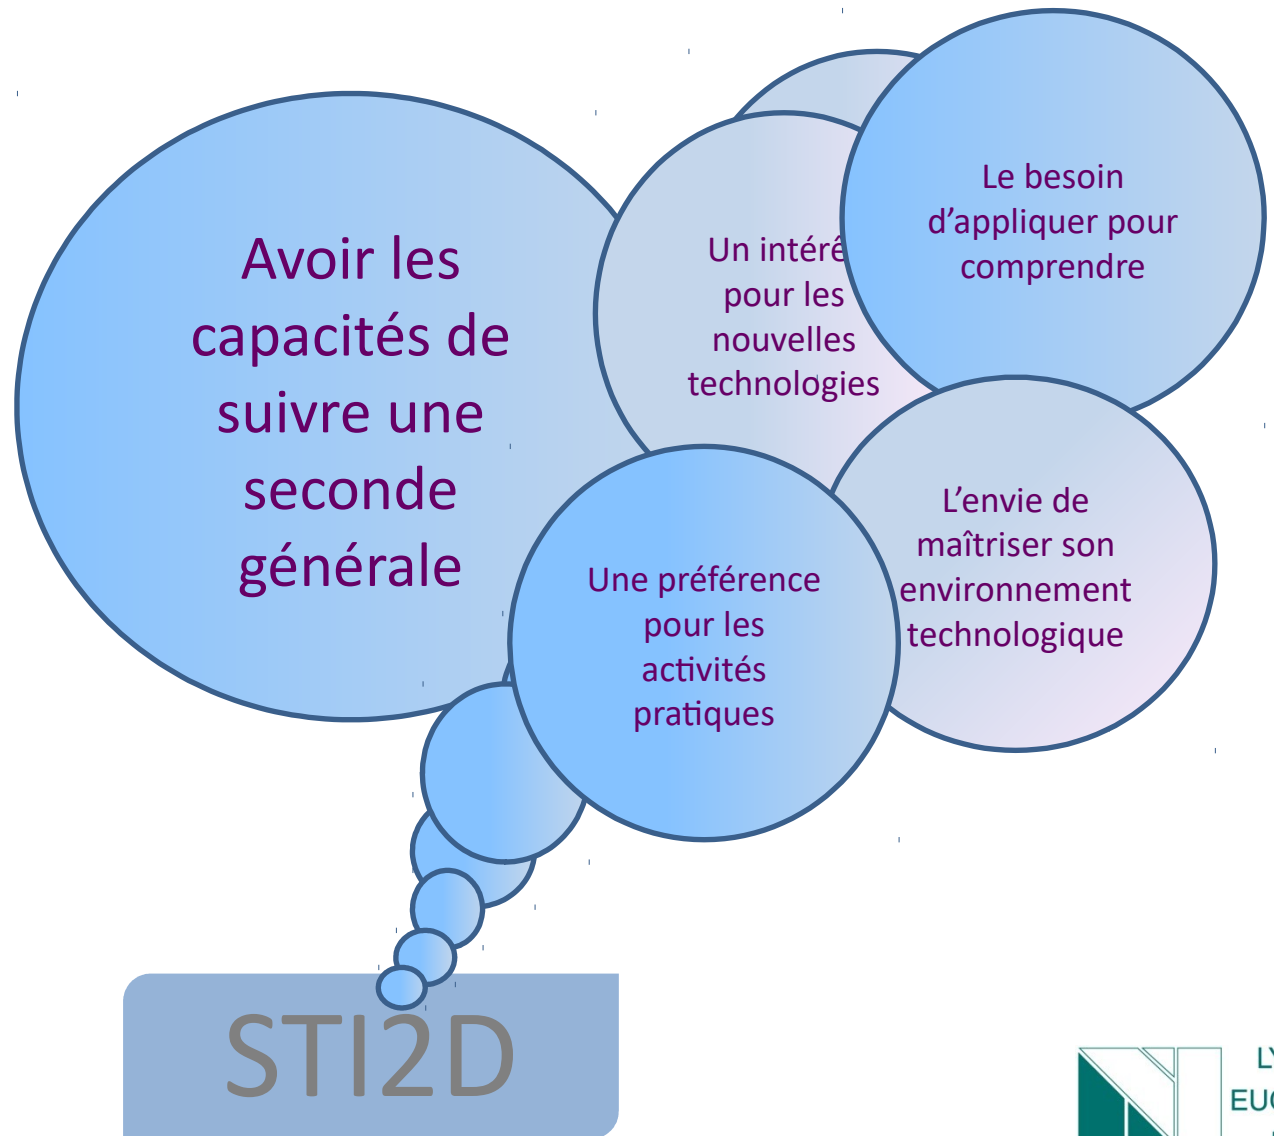 Avoir les
capacités de
suivre une
seconde
générale
Un
pour les
nouvelles
technologies
Le besoin
d'appliquer pour
comprendre
L'envie de
maîtriser son
environnement
technologique
Une préférence
pour les
activités
pratiques
STI2D